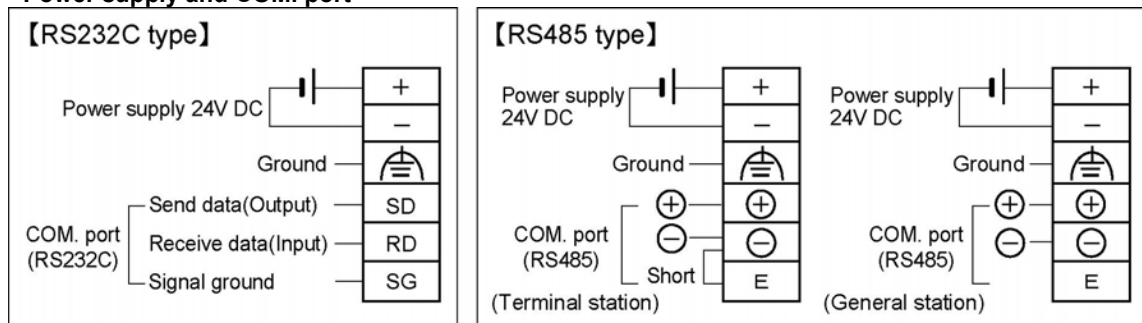 Power supply and COM. port
【RS232C type】
Power supply 24V DC
+
−
Ground
Send data(Output)
SD
COM. port
(RS232C)
Receive data(Input)
RD
Signal ground
SG
【RS485 type】
Power supply
24V DC
+
−
Ground
+
+
COM. port
(RS485)
−
−
Short
E
(Terminal station)
Power supply
24V DC
+
−
Ground
+
+
COM. port
(RS485)
−
−
E
(General station)